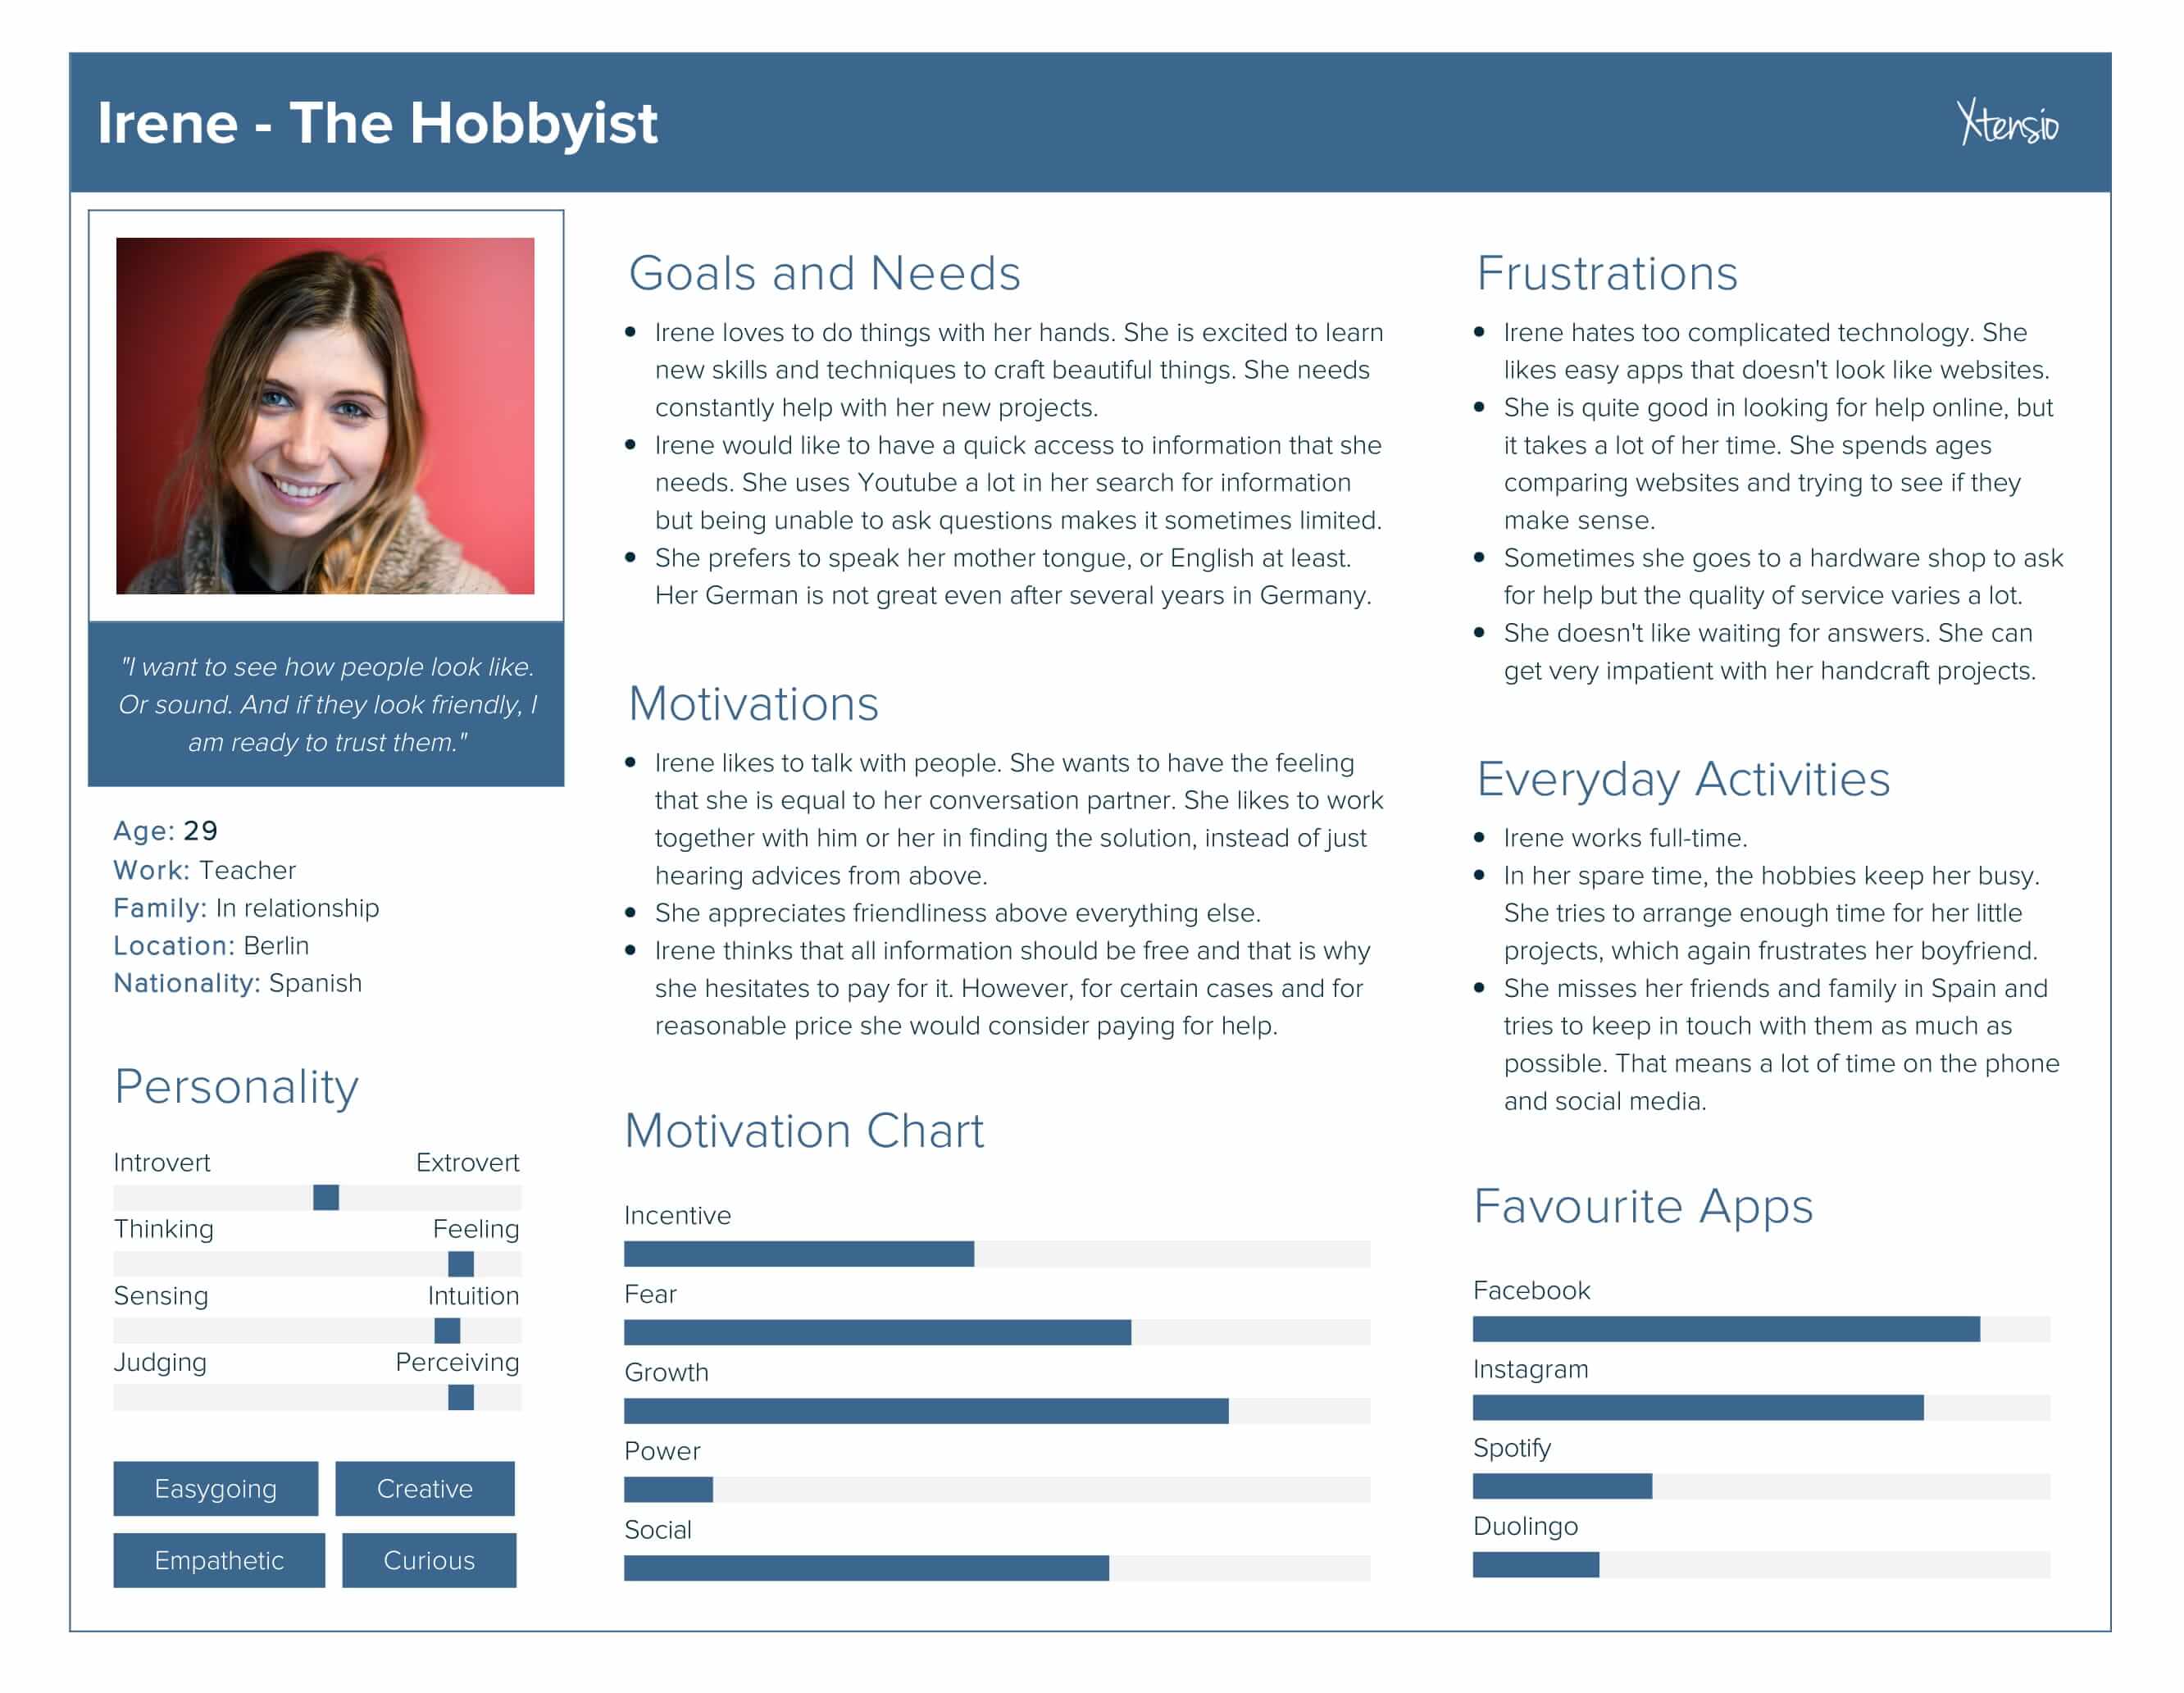 Irene - The Hobbyist
Xtensio
"I want to see how people look like.
Or sound. And if they look friendly, I
am ready to trust them."
Age: 29
Work: Teacher
Family: In relationship
Location: Berlin
Nationality: Spanish
Personality
Introvert Extrovert
Thinking Feeling
Sensing Intuition
Judging Perceiving
Easygoing Creative
Empathetic Curious
Goals and Needs
• Irene loves to do things with her hands. She is excited to learn
new skills and techniques to craft beautiful things. She needs
constantly help with her new projects.
• Irene would like to have a quick access to information that she
needs. She uses Youtube a lot in her search for information
but being unable to ask questions makes it sometimes limited.
• She prefers to speak her mother tongue, or English at least.
Her German is not great even after several years in Germany.
Motivations
• Irene likes to talk with people. She wants to have the feeling
that she is equal to her conversation partner. She likes to work
together with him or her in finding the solution, instead of just
hearing advices from above.
• She appreciates friendliness above everything else.
• Irene thinks that all information should be free and that is why
she hesitates to pay for it. However, for certain cases and for
reasonable price she would consider paying for help.
Motivation Chart
Incentive
Fear
Growth
Power
Social
Frustrations
• Irene hates too complicated technology. She
likes easy apps that doesn't look like websites.
• She is quite good in looking for help online, but
it takes a lot of her time. She spends ages
comparing websites and trying to see if they
make sense.
• Sometimes she goes to a hardware shop to ask
for help but the quality of service varies a lot.
• She doesn't like waiting for answers. She can
get very impatient with her handcraft projects.
Everyday Activities
• Irene works full-time.
• In her spare time, the hobbies keep her busy.
She tries to arrange enough time for her little
projects, which again frustrates her boyfriend.
• She misses her friends and family in Spain and
tries to keep in touch with them as much as
possible. That means a lot of time on the phone
and social media.
Favourite Apps
Facebook
Instagram
Spotify
Duolingo